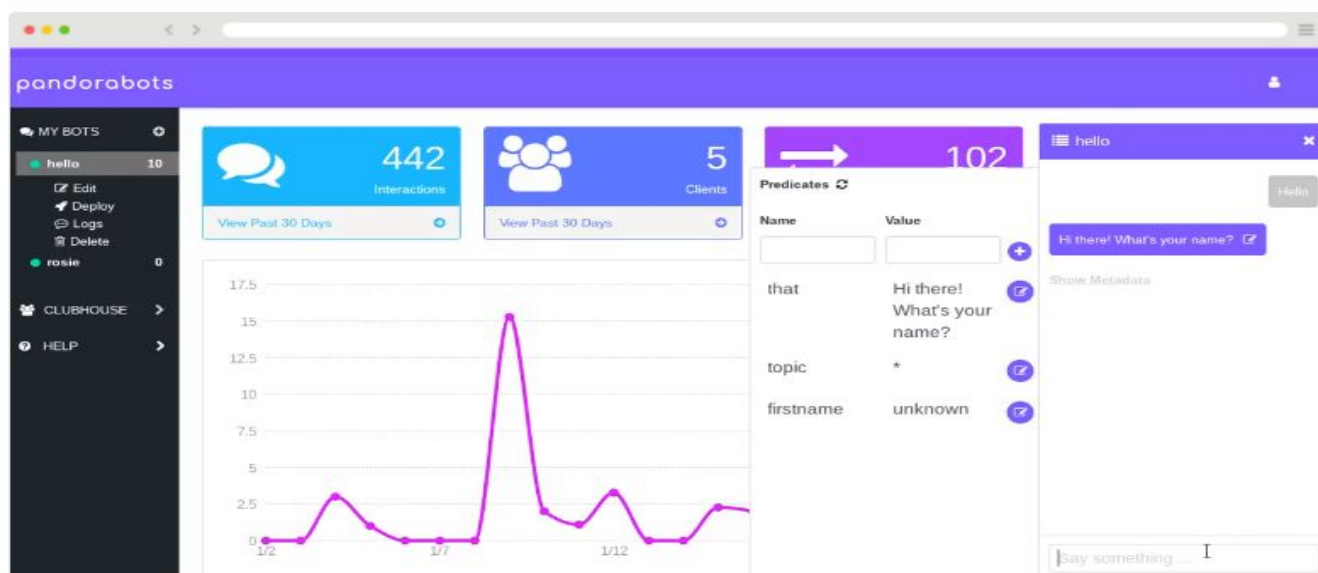 pandorabots
MY BOTS
hello 10
Edit
Deploy
Logs
Delete
rosie 0
CLUBHOUSE
HELP
442
Interactions
View Past 30 Days
5
Clients
View Past 30 Days
102
17.5
15
12.5
10
7.5
5
2.5
0
1/2 1/7 1/12
Predicates
Name Value
that Hi there!
What's your
name?
topic *
firstname unknown
hello
Hello
Hi there! What's your name?
Show Metadata
Say something ...